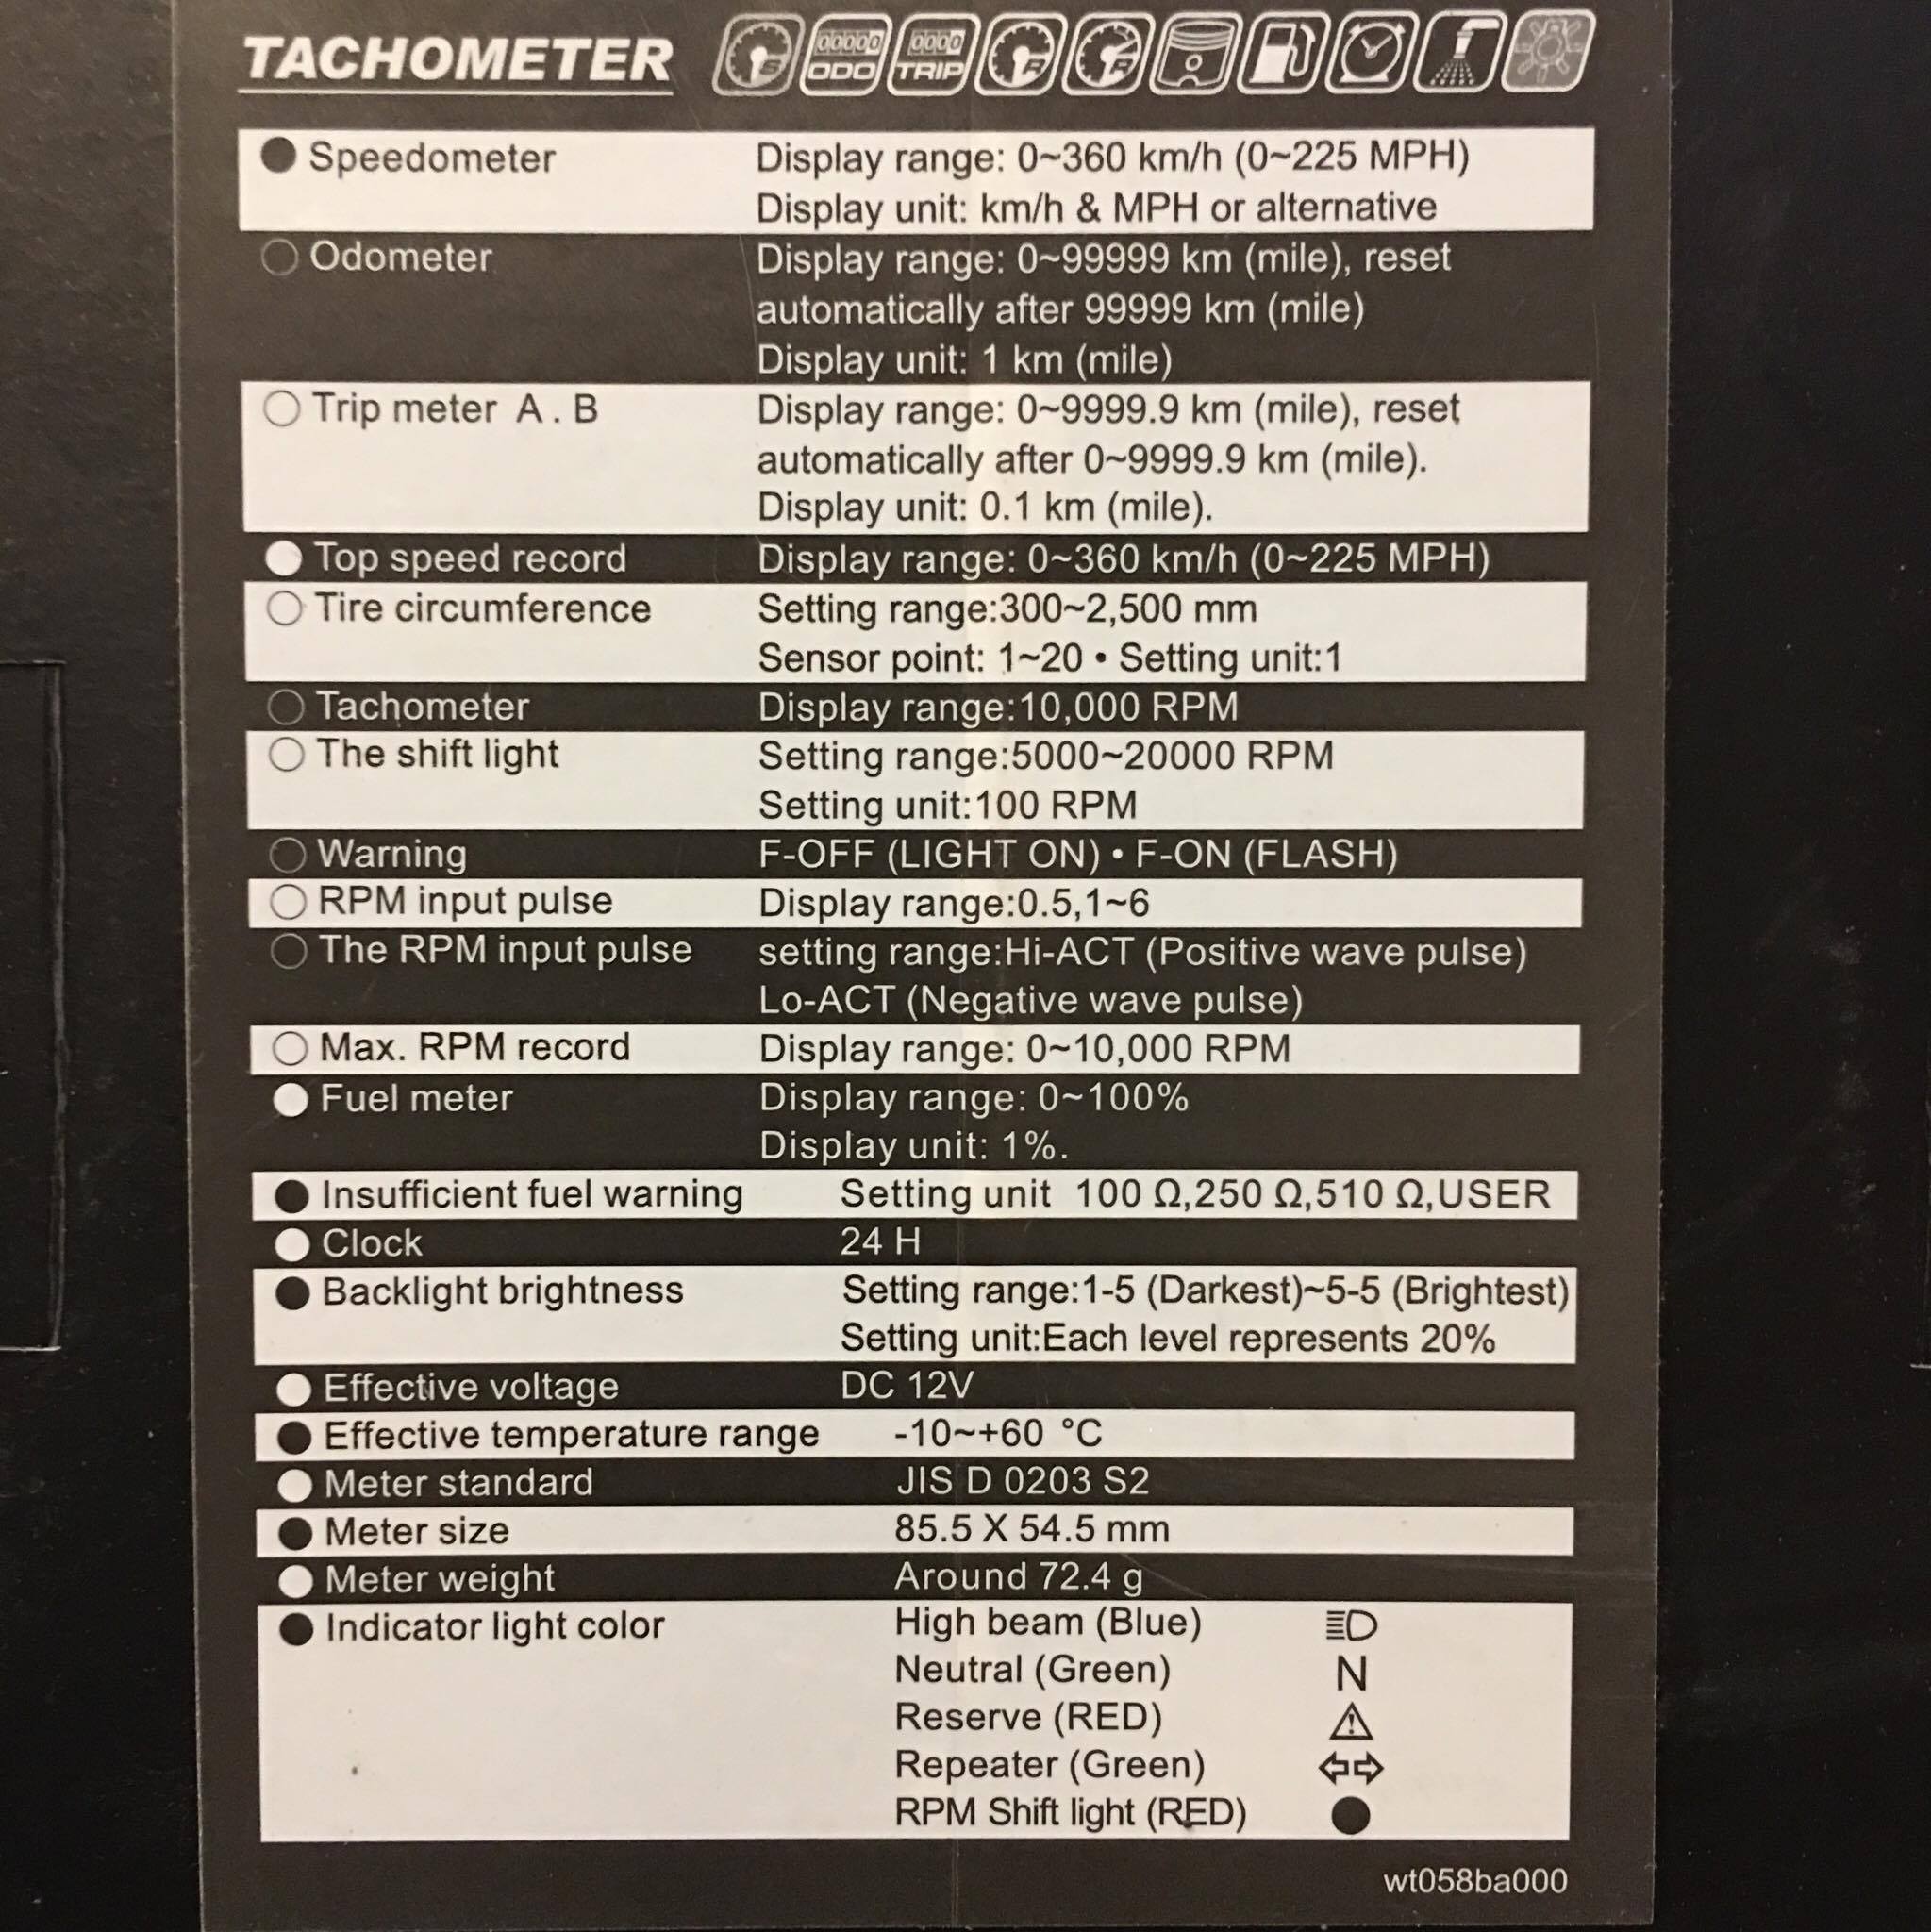 TACHOMETER 00000 ODO 0000 TRIP
Speedometer Display range: 0~360 km/h (0~225 MPH)
Display unit: km/h & MPH or alternative
Odometer Display range: 0~99999 km (mile), reset
automatically after 99999 km (mile)
Display unit: 1 km (mile)
Trip meter A . B Display range: 0~9999.9 km (mile), reset
automatically after 0~9999.9 km (mile).
Display unit: 0.1 km (mile).
Top speed record Display range: 0~360 km/h (0~225 MPH)
Tire circumference Setting range:300~2,500 mm
Sensor point: 1~20 • Setting unit:1
Tachometer Display range:10,000 RPM
The shift light Setting range:5000~20000 RPM
Setting unit:100 RPM
Warning F-OFF (LIGHT ON) • F-ON (FLASH)
RPM input pulse Display range:0.5,1~6
The RPM input pulse setting range:Hi-ACT (Positive wave pulse)
Lo-ACT (Negative wave pulse)
Max. RPM record Display range: 0~10,000 RPM
Fuel meter Display range: 0~100%
Display unit: 1%.
Insufficient fuel warning Setting unit 100 Ω,250 Ω,510 Ω,USER
Clock 24 H
Backlight brightness Setting range:1-5 (Darkest)~5-5 (Brightest)
Setting unit:Each level represents 20%
Effective voltage DC 12V
Effective temperature range -10~+60 °C
Meter standard JIS D 0203 S2
Meter size 85.5 X 54.5 mm
Meter weight Around 72.4 g
Indicator light color High beam (Blue)
Neutral (Green) N
Reserve (RED)
Repeater (Green)
RPM Shift light (RED)
wt058ba000